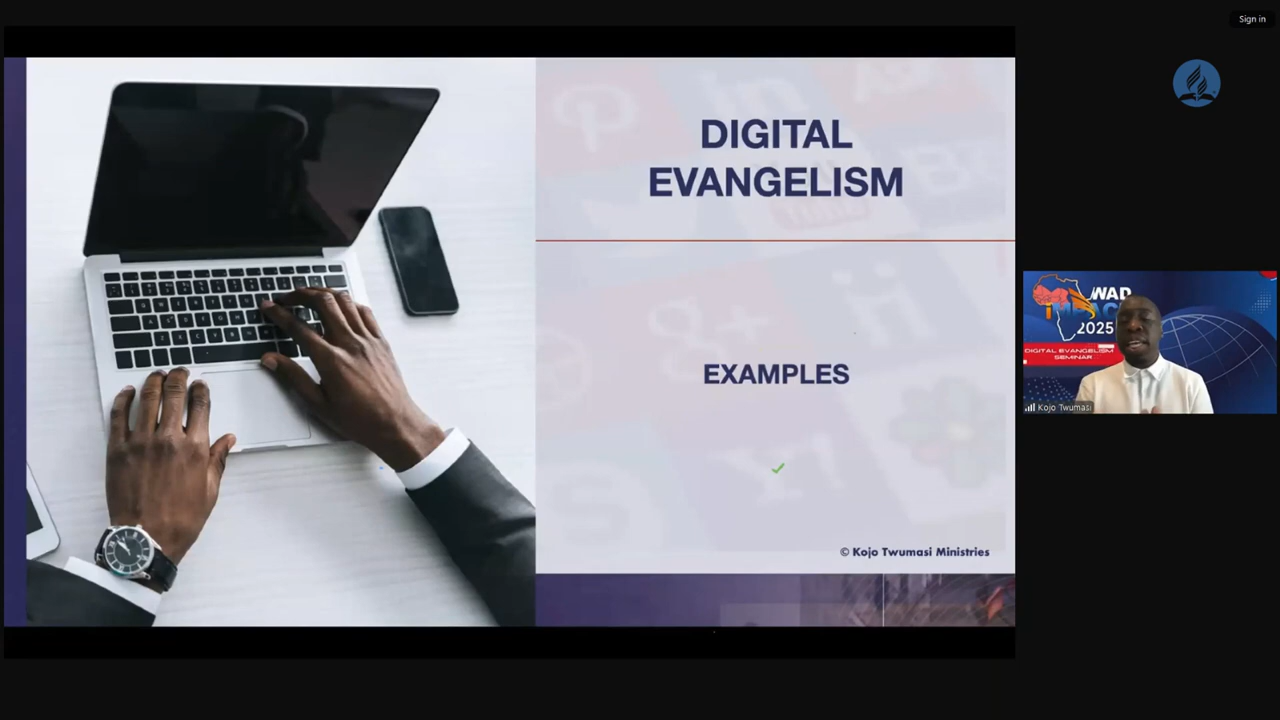 Sign in
DIGITAL
EVANGELISM
EXAMPLES
© Kojo Twumasi Ministries
WAD
2025
DIGITAL EVANGELISM
SEMINAR
Kojo Twumasi